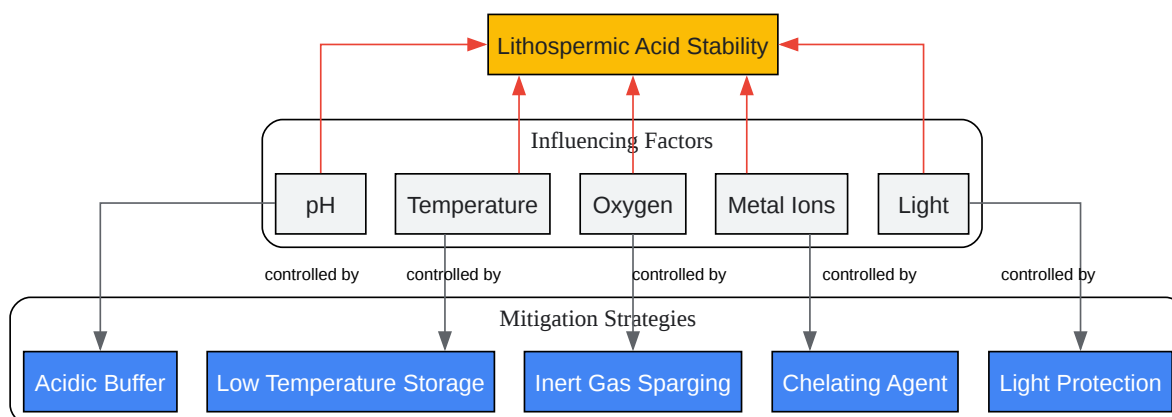 Lithospermic Acid Stability
Influencing Factors
pH
Temperature
Oxygen
Metal Ions
Light
controlled by
controlled by
controlled by
controlled by
controlled by
Mitigation Strategies
Acidic Buffer
Low Temperature Storage
Inert Gas Sparging
Chelating Agent
Light Protection